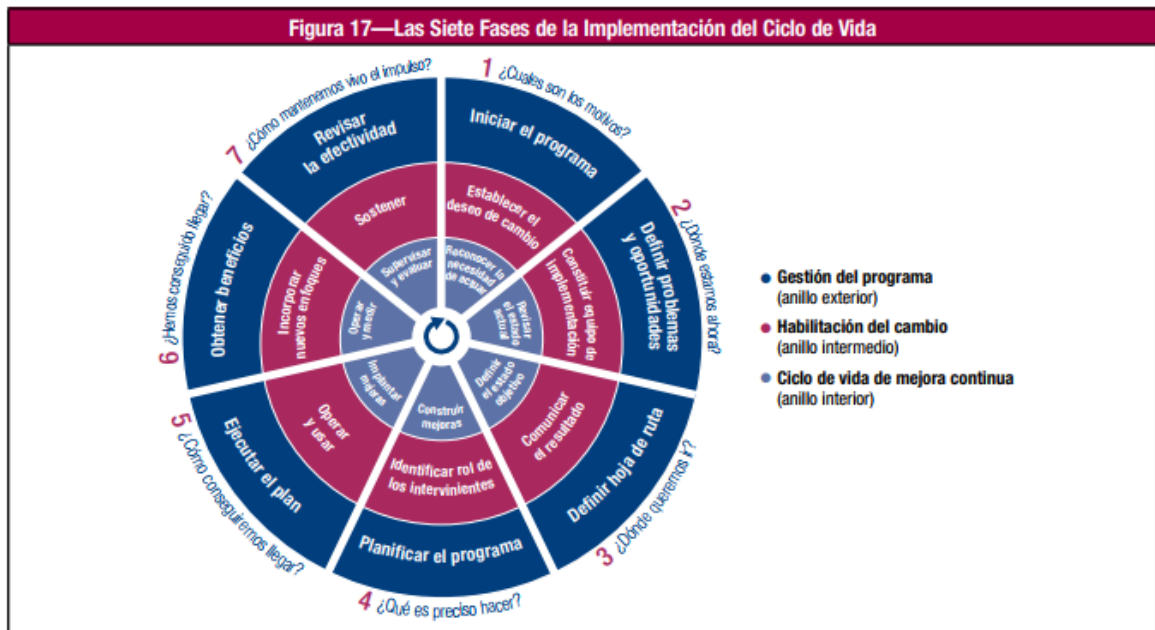 Figura 17—Las Siete Fases de la Implementación del Ciclo de Vida
1 ¿Cuales son los motivos?
Iniciar el programa
Establecer el
deseo de cambio
Reconocer la
necesidad
de actuar
2 ¿Dónde estamos ahora?
Definir problemas
y oportunidades
Constituir equipo de
implementación
Revisar
el estado
actual
3 ¿Dónde queremos ir?
Definir hoja de ruta
Comunicar
el resultado
Definir
el estado
objetivo
4 ¿Qué es preciso hacer?
Planificar el programa
Identificar rol de
los intervinientes
Construir
mejoras
5 ¿Cómo conseguiremos llegar?
Ejecutar el plan
Operar
y usar
Implantar
mejoras
6 ¿Hemos conseguido llegar?
Obtener beneficios
Incorporar
nuevos enfoques
Operar
y medir
7 ¿Cómo mantenemos vivo el impulso?
Revisar
la efectividad
Sostener
Supervisar
y evaluar
Gestión del programa
(anillo exterior)
Habilitación del cambio
(anillo intermedio)
Ciclo de vida de mejora continua
(anillo interior)